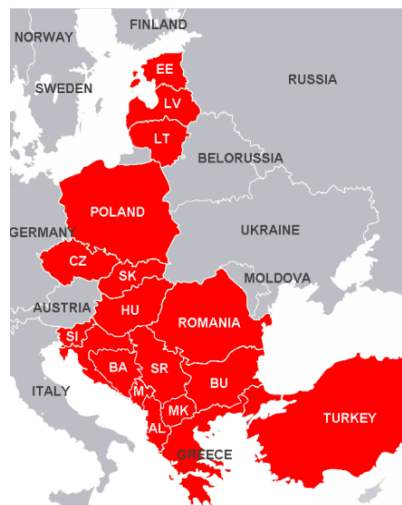 FINLAND
NORWAY
EE
RUSSIA
SWEDEN
LV
LT
BELORUSSIA
POLAND
GERMANY
UKRAINE
CZ
SK
MOLDOVA
AUSTRIA
HU
ROMANIA
SI
BA
SR
BU
ITALY
M
MK
TURKEY
AL
GREECE